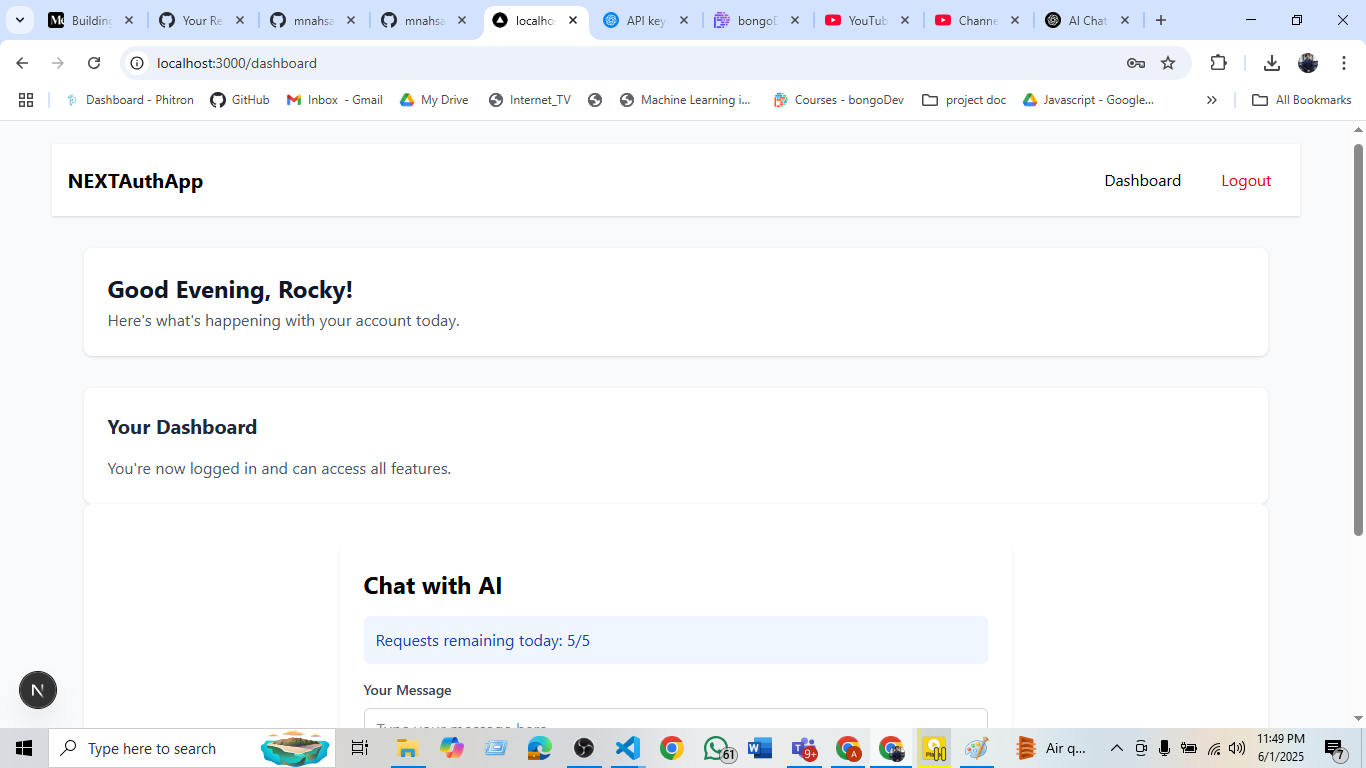 Building
Your Re
mnahsa
mnahsa
localho
API key
bongoD
YouTub
Channe
AI Chat
localhost:3000/dashboard
Dashboard - Phitron
GitHub
Inbox - Gmail
My Drive
Internet_TV
Machine Learning i...
Courses - bongoDev
project doc
Javascript - Google...
All Bookmarks
NEXTAuthApp
Dashboard
Logout
Good Evening, Rocky!
Here's what's happening with your account today.
Your Dashboard
You're now logged in and can access all features.
Chat with AI
Requests remaining today: 5/5
Your Message
Type your message here
N
Type here to search
61
9+
A
Air q...
11:49 PM
6/1/2025
7